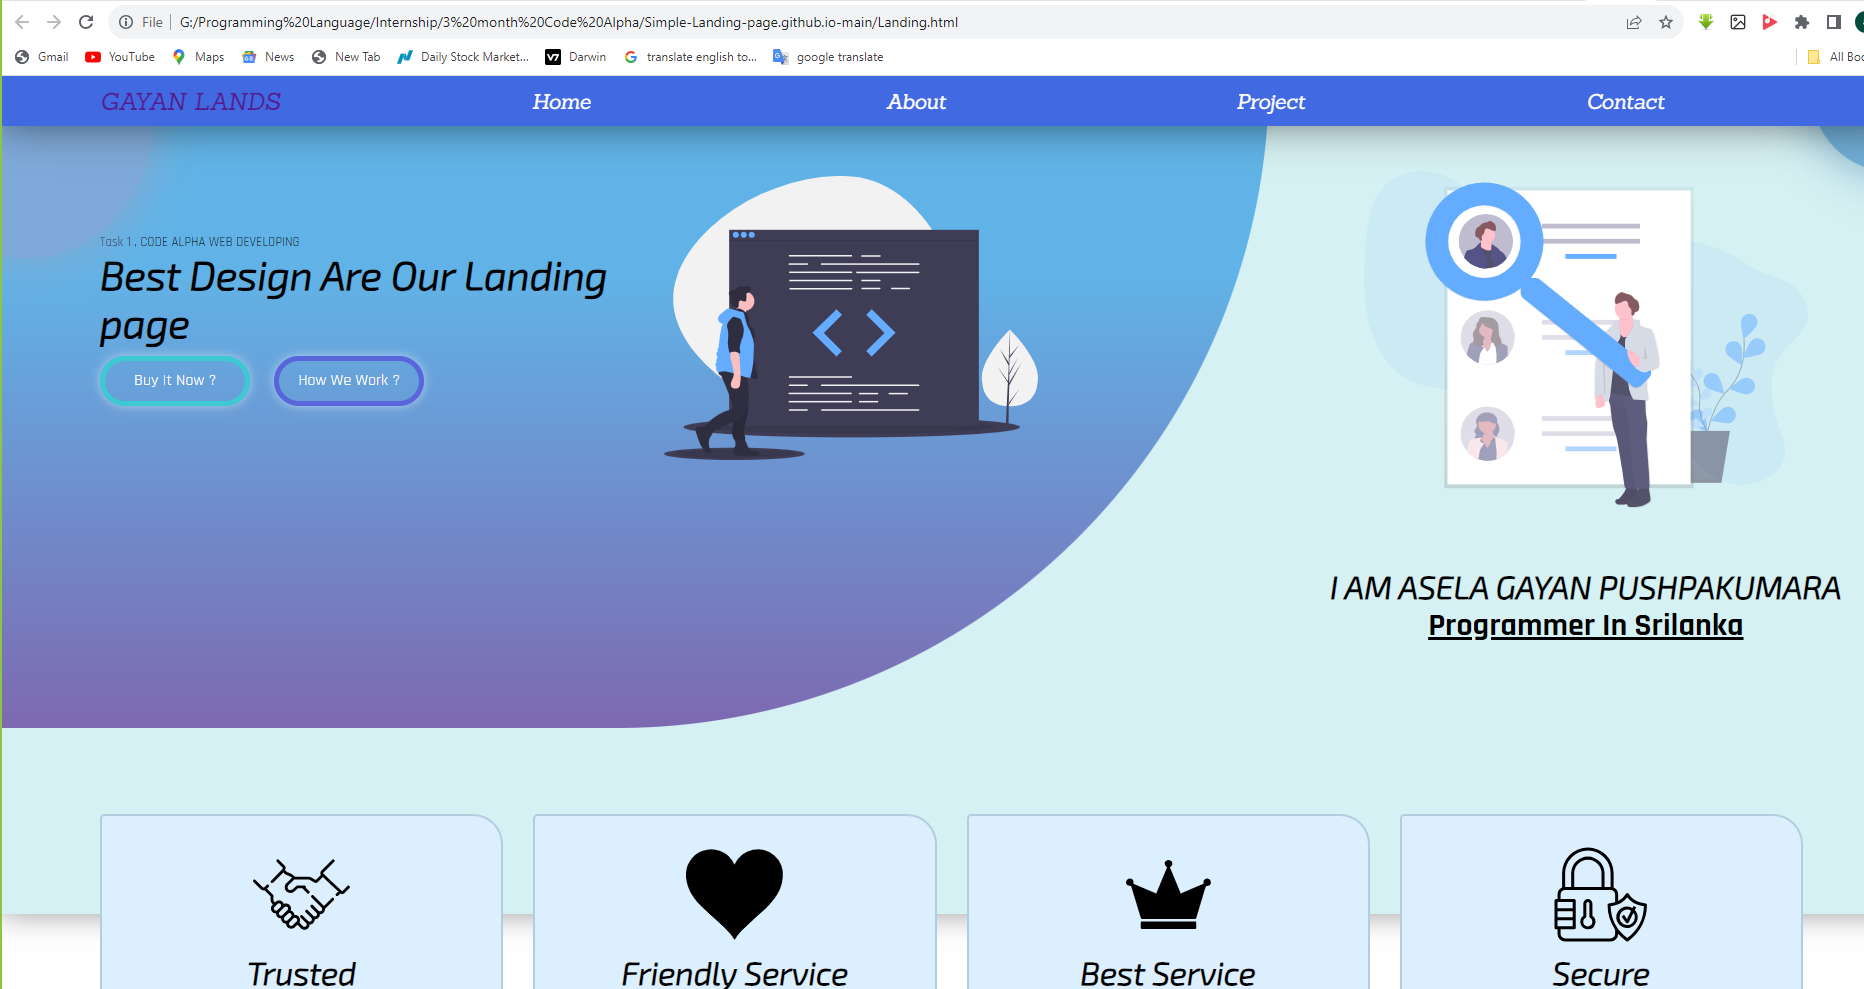 File G:/Programming%20Language/Internship/3%20month%20Code%20Alpha/Simple-Landing-page.github.io-main/Landing.html
Gmail YouTube Maps News New Tab Daily Stock Market... Darwin translate english to... google translate All Boo
GAYAN LANDS Home About Project Contact
Task 1 , CODE ALPHA WEB DEVELOPING
Best Design Are Our Landing
page
Buy It Now ? How We Work ?
I AM ASELA GAYAN PUSHPAKUMARA
Programmer In Srilanka
Trusted Friendly Service Best Service Secure